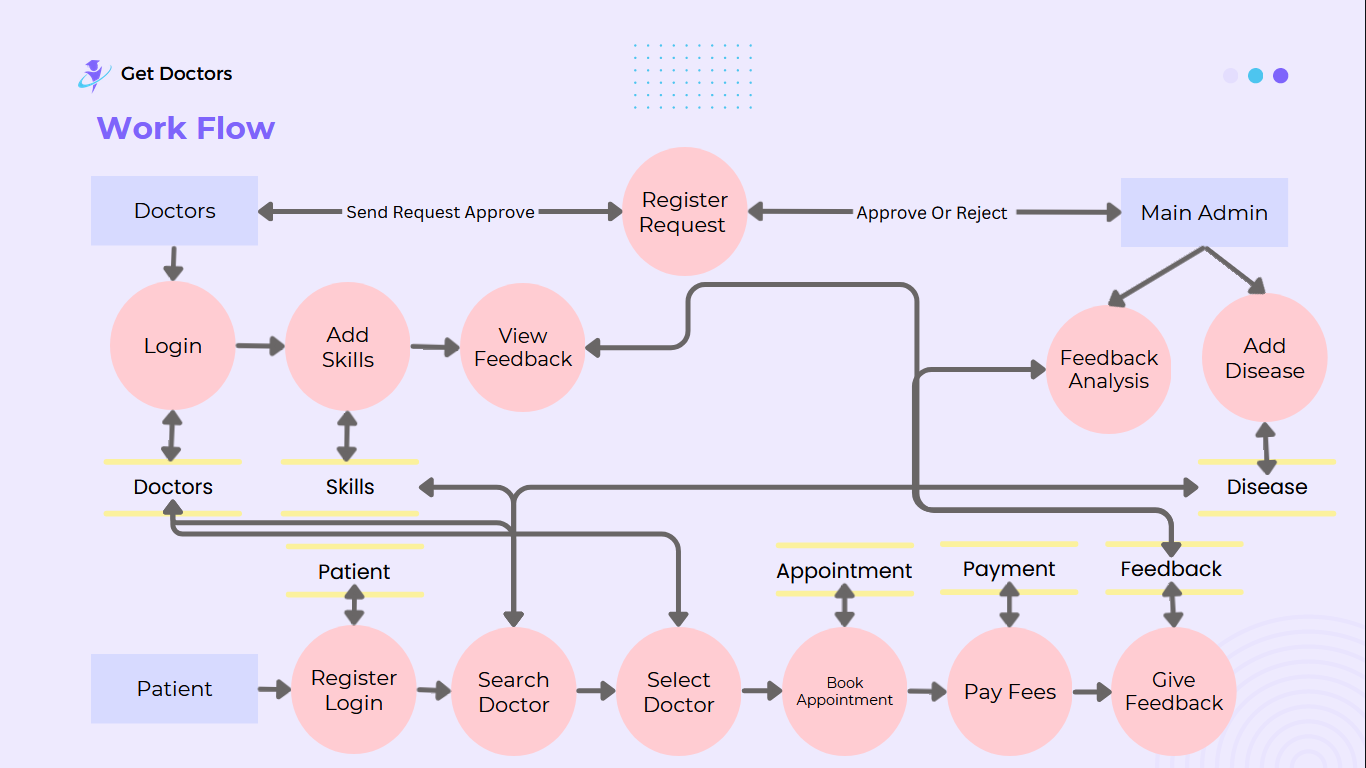 Get Doctors
Work Flow
Doctors
Send Request Approve
Register
Request
Approve Or Reject
Main Admin
Login
Add
Skills
View
Feedback
Feedback
Analysis
Add
Disease
Doctors
Skills
Disease
Patient
Appointment
Payment
Feedback
Patient
Register
Login
Search
Doctor
Select
Doctor
Book
Appointment
Pay Fees
Give
Feedback